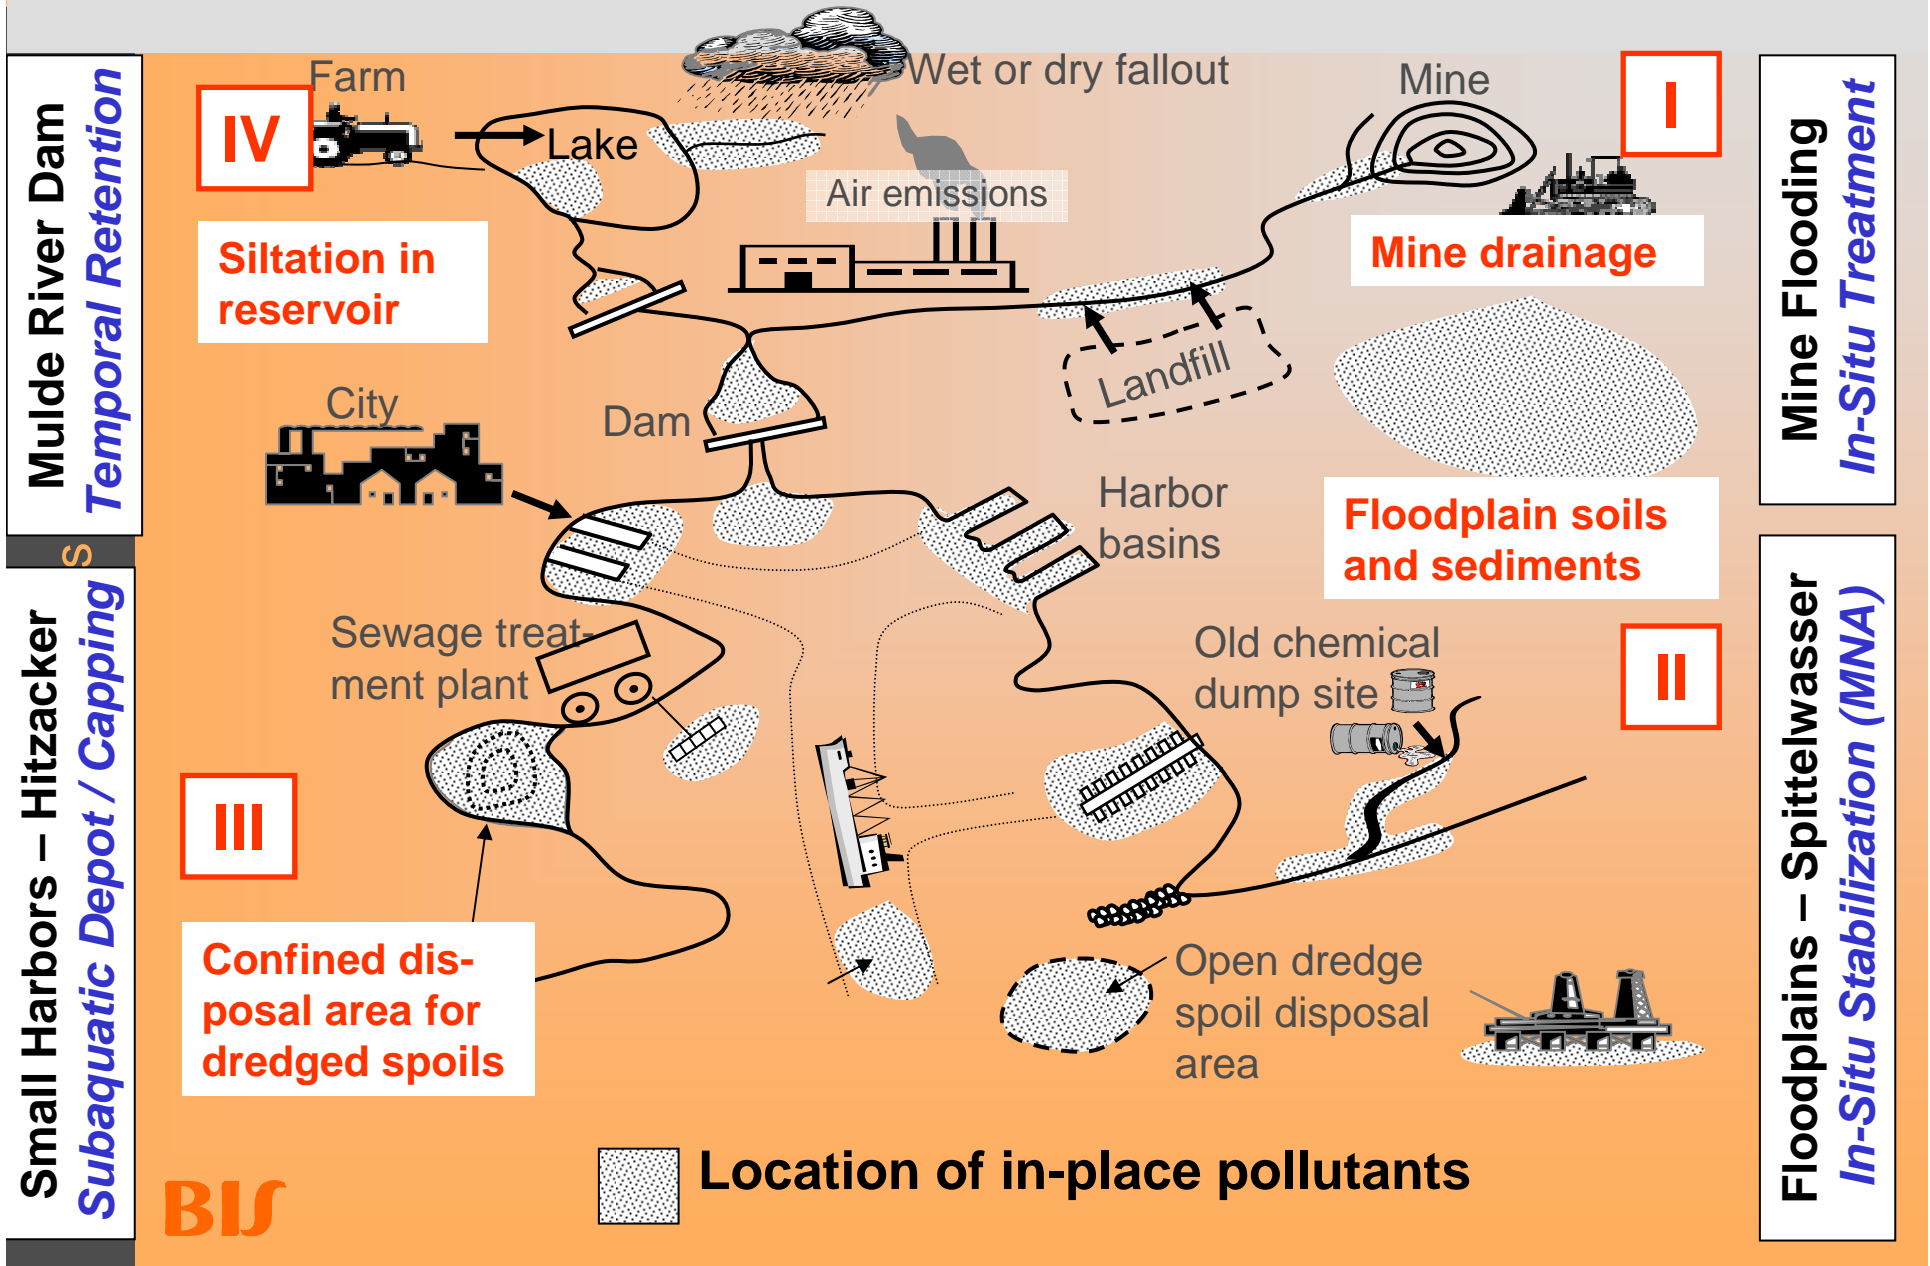 Mulde River Dam
Temporal Retention
S
Small Harbors – Hitzacker
Subaquatic Depot / Capping
Farm
IV
Lake
Wet or dry fallout
Air emissions
Mine
I
Siltation in
reservoir
Mine drainage
Landfill
City
Dam
Harbor
basins
Floodplain soils
and sediments
Sewage treat-
ment plant
Old chemical
dump site
II
III
Confined dis-
posal area for
dredged spoils
Open dredge
spoil disposal
area
Location of in-place pollutants
BIS
Mine Flooding
In-Situ Treatment
Floodplains – Spittelwasser
In-Situ Stabilization (MNA)